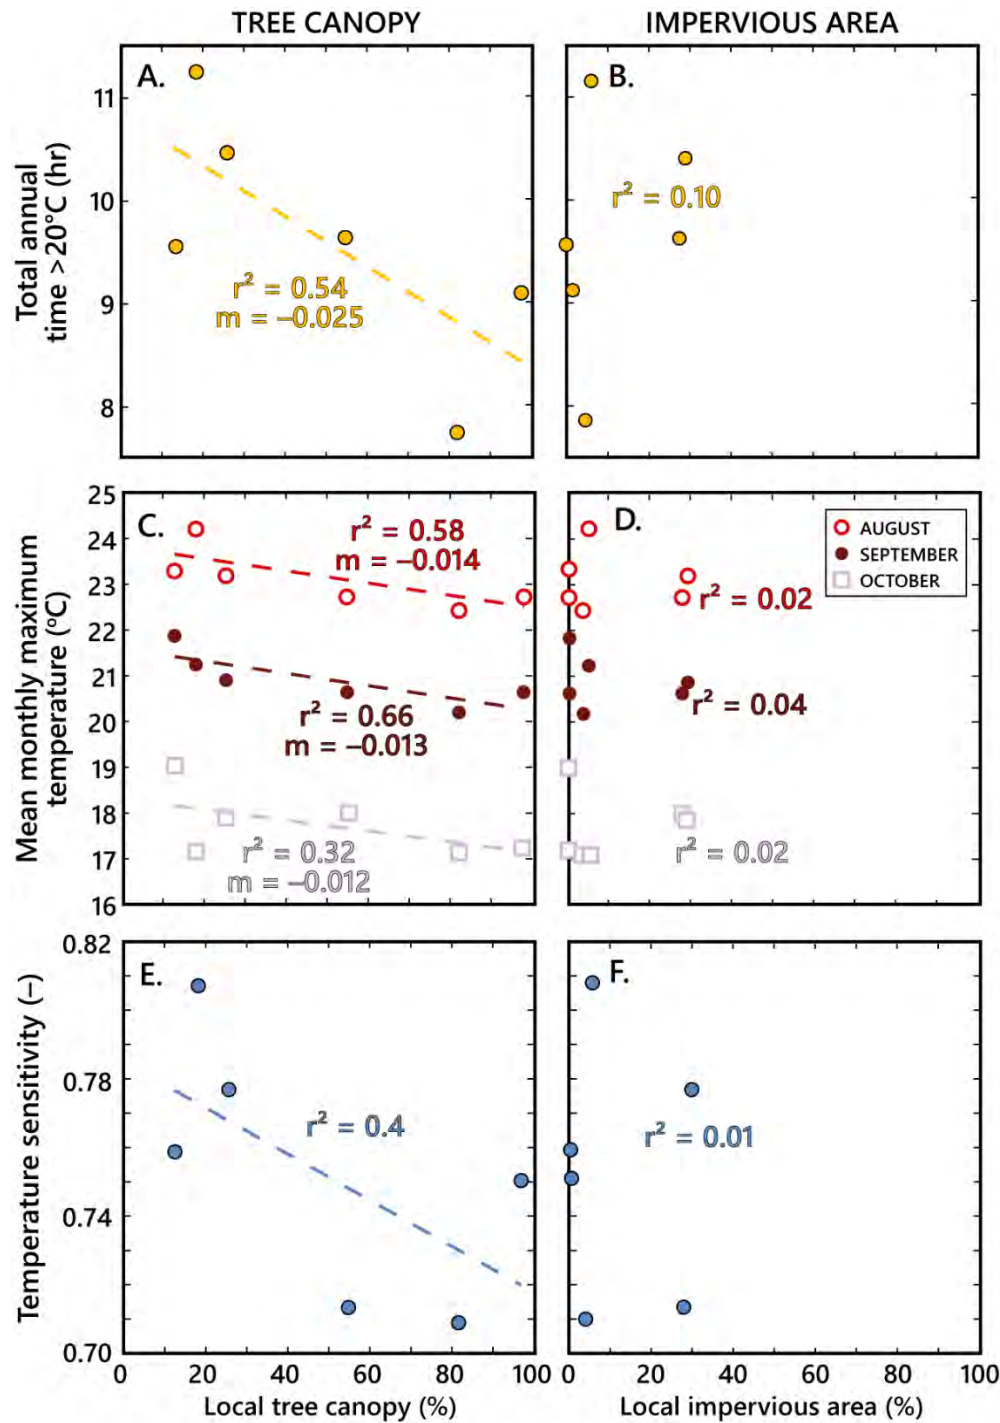 TREE CANOPY
IMPERVIOUS AREA
Total annual
time >20°C (hr)
11
10
9
8
A.
r² = 0.54
m = –0.025
B.
r² = 0.10
Mean monthly maximum
temperature (°C)
25
24
23
22
21
20
19
18
17
16
C.
r² = 0.58
m = –0.014
r² = 0.66
m = –0.013
r² = 0.32
m = –0.012
D.
AUGUST
SEPTEMBER
OCTOBER
r² = 0.02
r² = 0.04
r² = 0.02
Temperature sensitivity (–)
0.82
0.78
0.74
0.70
E.
r² = 0.4
F.
r² = 0.01
0 20 40 60 80 100
Local tree canopy (%)
0 20 40 60 80 100
Local impervious area (%)